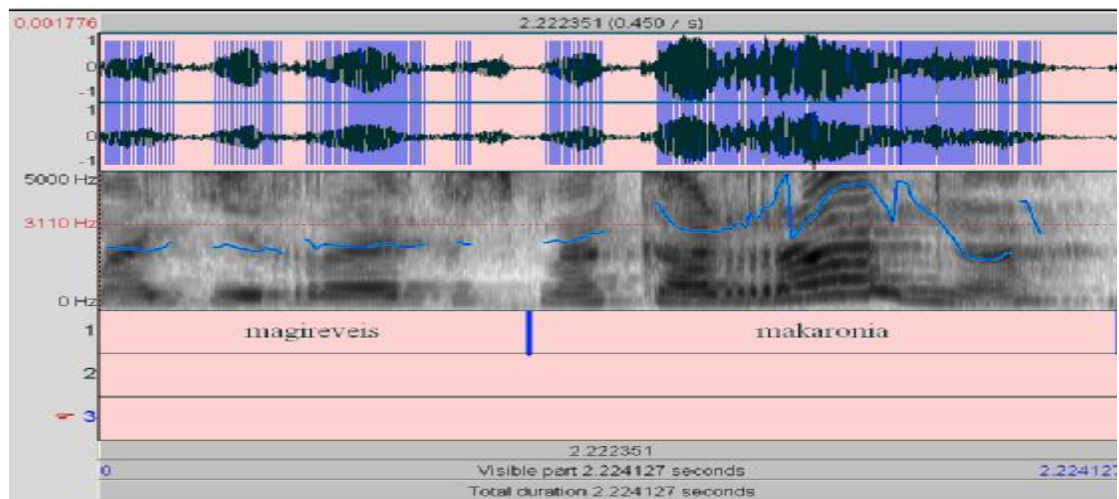 0.001776 2.222351 (0.450 / s)
1
0
-1
1
0
-1
5000 Hz
3110 Hz
0 Hz
1 magireveis makaronia
2
3
2.222351
0 Visible part 2.224127 seconds 2.224127
Total duration 2.224127 seconds